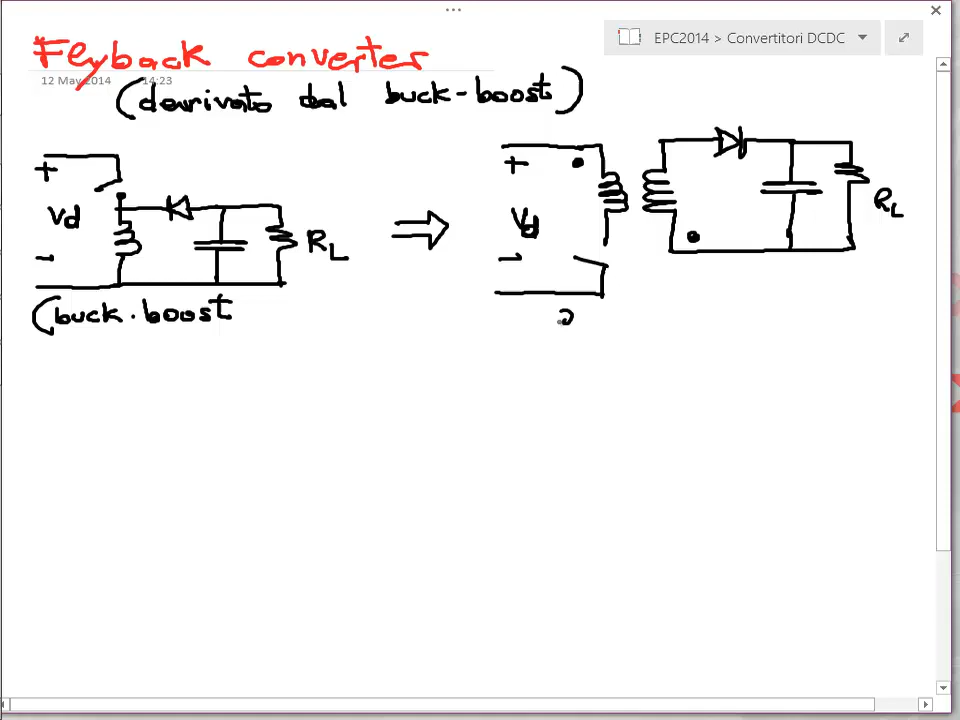 Flyback converter
EPC2014 > Convertitori DCDC
12 May 2014 14:23
(derivato dal buck-boost)
+
Vd
-
RL
+
Vd
-
RL
(buck.boost